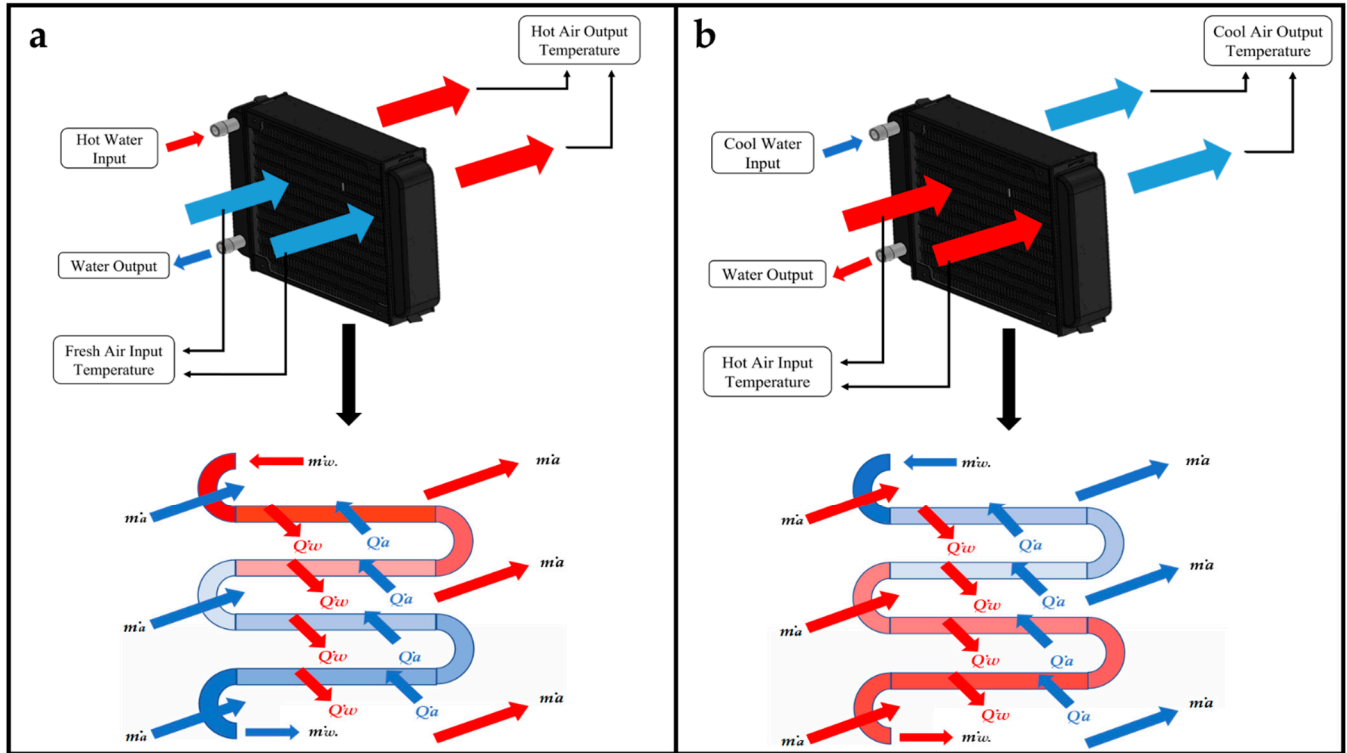 a
Hot Air Output
Temperature
Hot Water
Input
Water Output
Fresh Air Input
Temperature
ṁw.
ṁa
ṁa
Q̇w
Q̇a
ṁa
Q̇w
Q̇a
ṁa
Q̇w
Q̇a
ṁa
Q̇w
Q̇a
ṁa
ṁw.
b
Cool Air Output
Temperature
Cool Water
Input
Water Output
Hot Air Input
Temperature
ṁw.
ṁa
ṁa
Q̇w
Q̇a
ṁa
Q̇w
Q̇a
ṁa
Q̇w
Q̇a
ṁa
Q̇w
Q̇a
ṁa
ṁw.